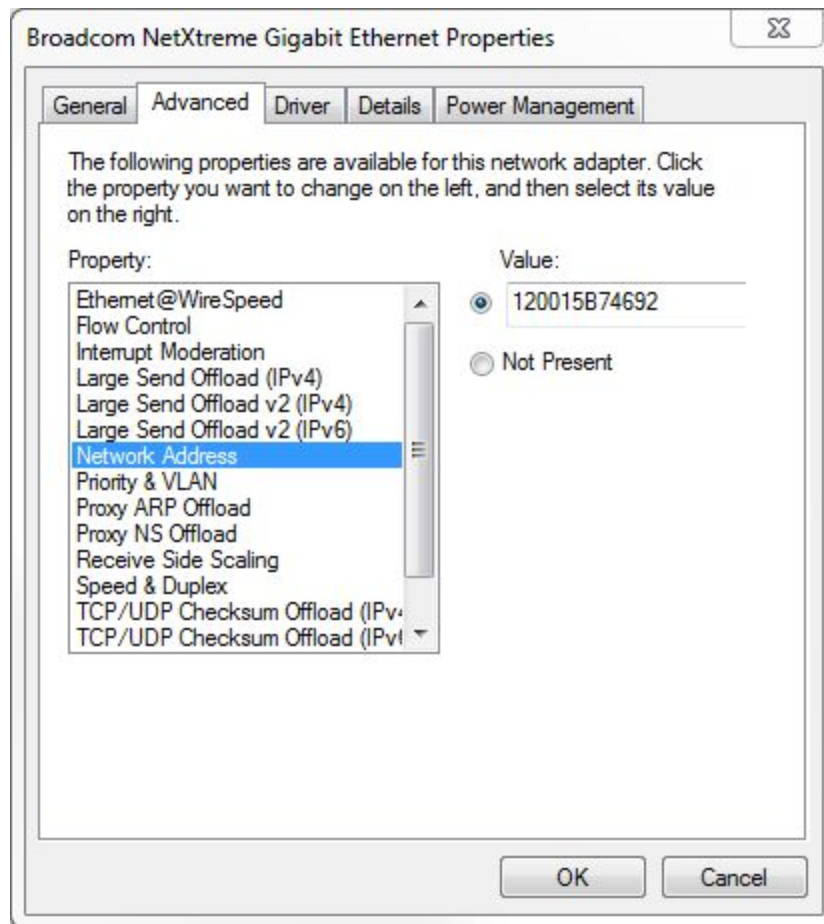 Broadcom NetXtreme Gigabit Ethernet Properties
General Advanced Driver Details Power Management
The following properties are available for this network adapter. Click
the property you want to change on the left, and then select its value
on the right.
Property:
Value:
Ethernet@WireSpeed
Flow Control
Interrupt Moderation
Large Send Offload (IPv4)
Large Send Offload v2 (IPv4)
Large Send Offload v2 (IPv6)
Network Address
Priority & VLAN
Proxy ARP Offload
Proxy NS Offload
Receive Side Scaling
Speed & Duplex
TCP/UDP Checksum Offload (IPv4
TCP/UDP Checksum Offload (IPv6
120015B74692
Not Present
OK Cancel